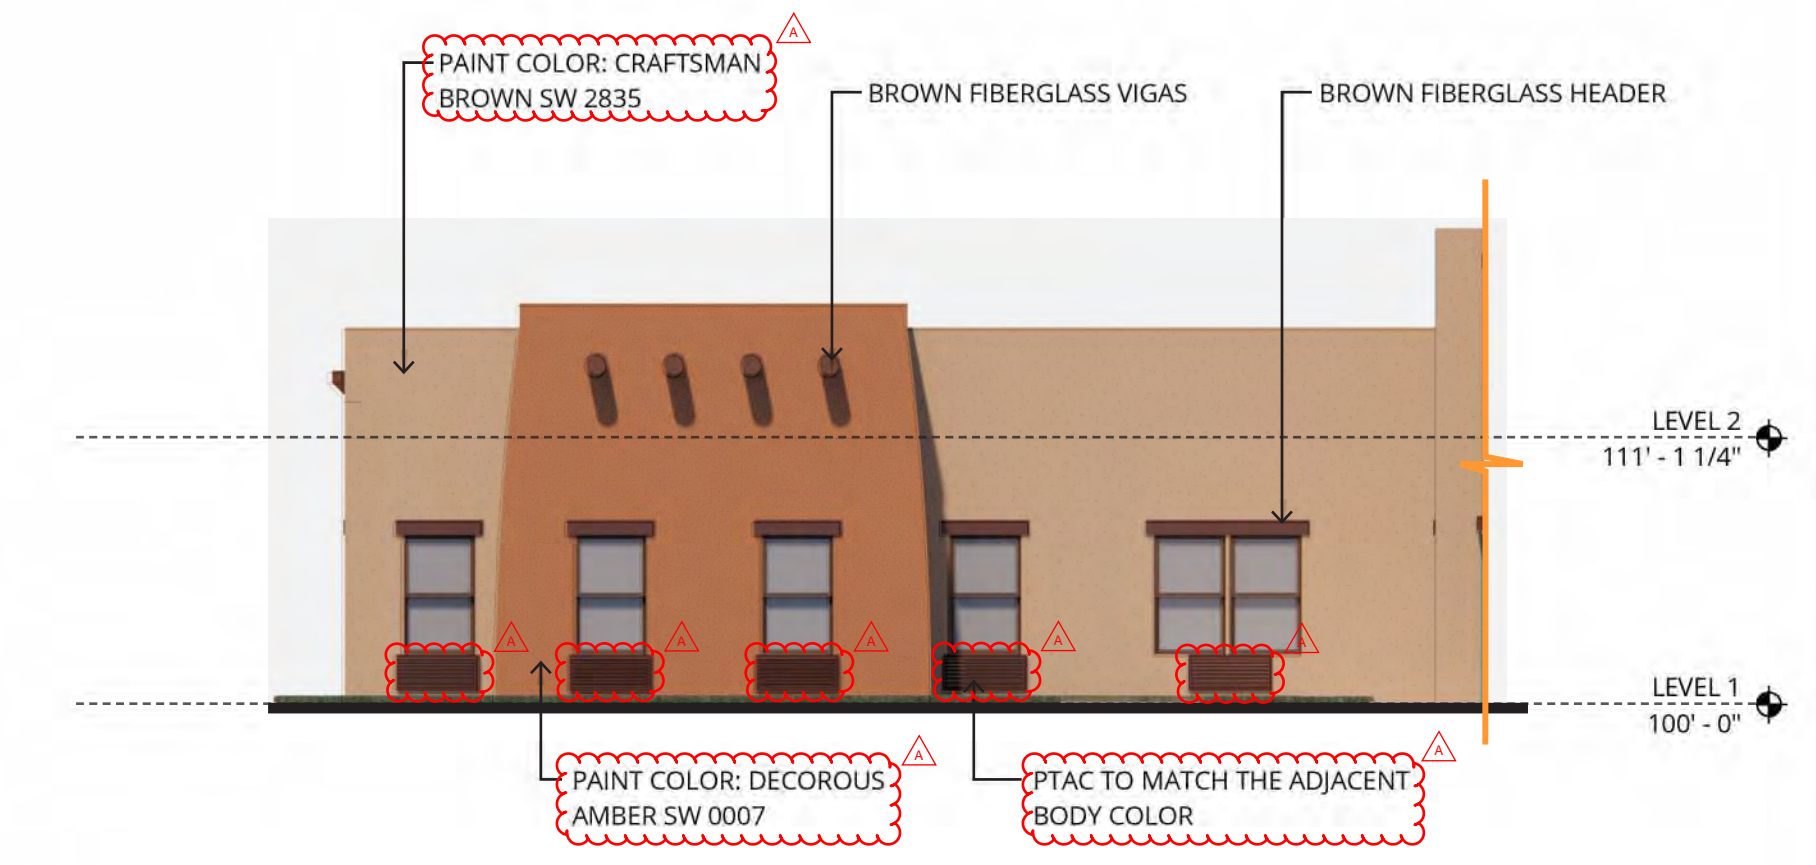 A
PAINT COLOR: CRAFTSMAN
BROWN SW 2835
BROWN FIBERGLASS VIGAS
BROWN FIBERGLASS HEADER
LEVEL 2
111' - 1 1/4"
A
A
A
A
A
LEVEL 1
100' - 0"
A
PAINT COLOR: DECOROUS
AMBER SW 0007
A
PTAC TO MATCH THE ADJACENT
BODY COLOR